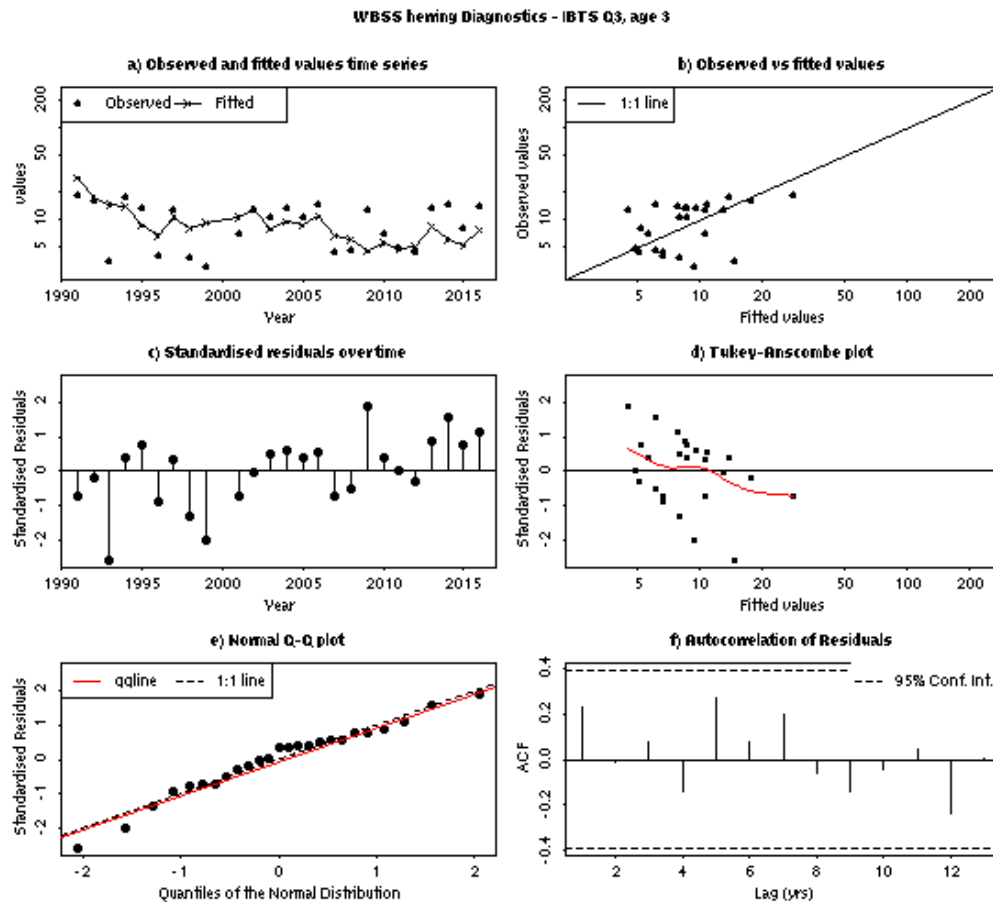 WBSS herring Diagnostics - IBTS Q3, age 3
a) Observed and fitted values time series
values
200
50
10
5
Observed
Fitted
1990
1995
2000
2005
2010
2015
Year
b) Observed vs fitted values
Observed values
200
50
10
5
1:1 line
5
10
20
50
100
200
Fitted values
c) Standardised residuals over time
Standardised Residuals
2
1
0
-1
-2
1990
1995
2000
2005
2010
2015
Year
d) Tukey-Anscombe plot
Standardised Residuals
2
1
0
-1
-2
5
10
20
50
100
200
Fitted values
e) Normal Q-Q plot
Standardised Residuals
2
1
0
-1
-2
qqline
1:1 line
-2
-1
0
1
2
Quantiles of the Normal Distribution
f) Autocorrelation of Residuals
ACF
0.4
0.2
0.0
-0.2
-0.4
95% Conf. Int.
2
4
6
8
10
12
Lag (yrs)